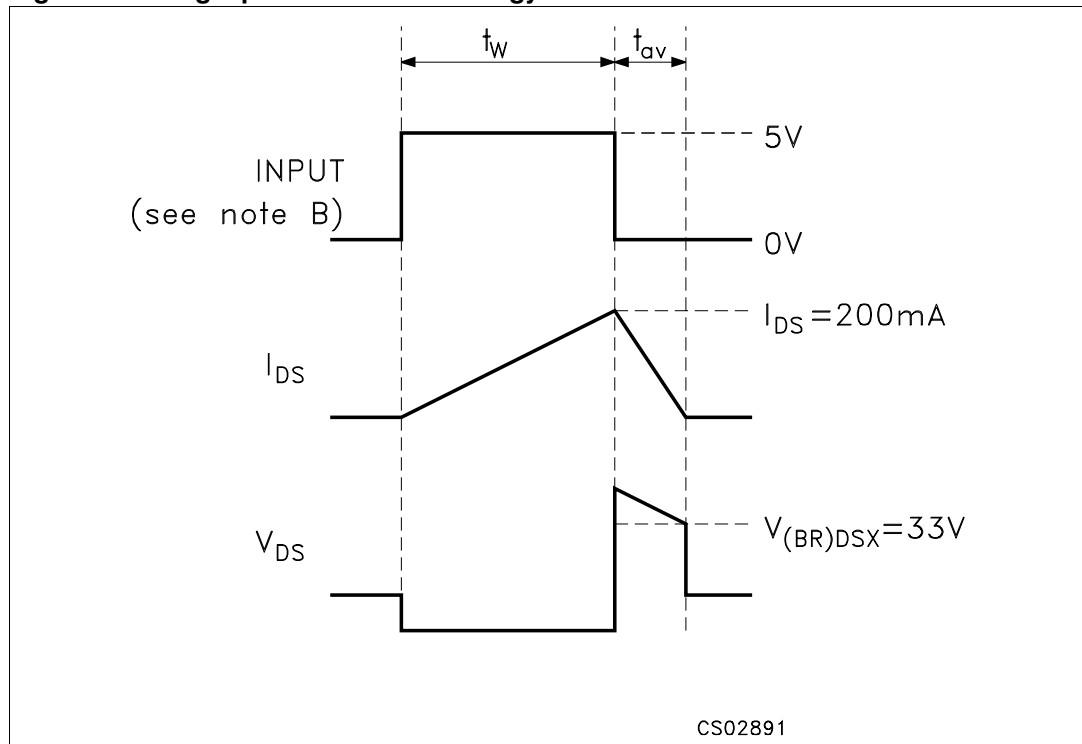 t_W t_av
5V
INPUT
(see note B)
0V
I_DS=200mA
I_DS
V_(BR)DSX=33V
V_DS
CS02891